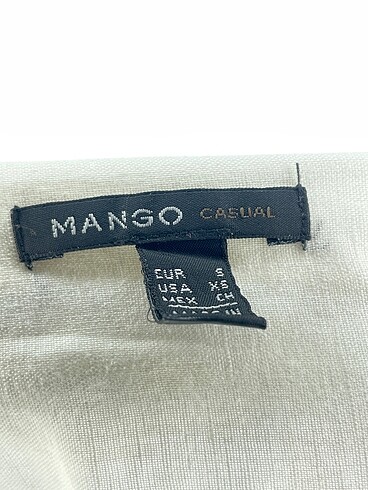 MANGO CASUAL
EUR S
USA XS
MEX CH